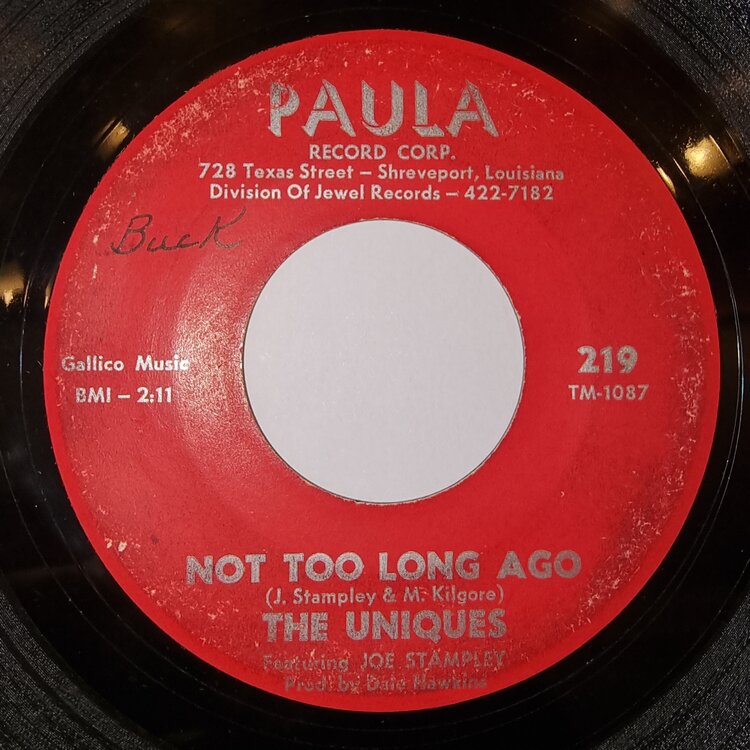 PAULA
RECORD CORP.
728 Texas Street – Shreveport, Louisiana
Division Of Jewel Records – 422-7182
Buck
Gallico Music
BMI – 2:11
219
TM-1087
NOT TOO LONG AGO
(J. Stampley & M. Kilgore)
THE UNIQUES
Featuring JOE STAMPLEY
Prod. by Dale Hawkins